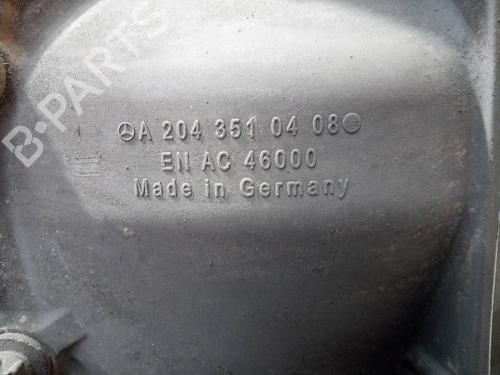 B-PARTS
A 204 351 04 08
EN AC 46000
Made in Germany